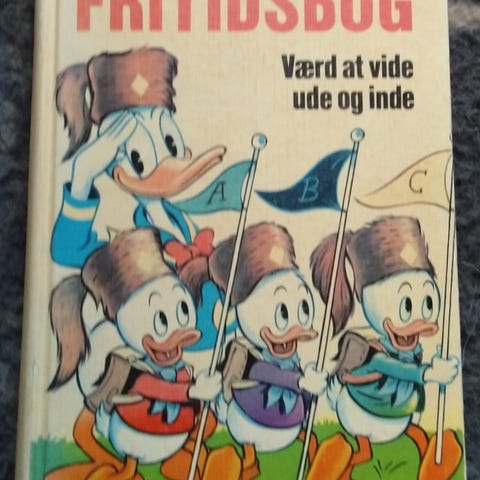 FRITIDSBOG
Værd at vide
ude og inde
A B C